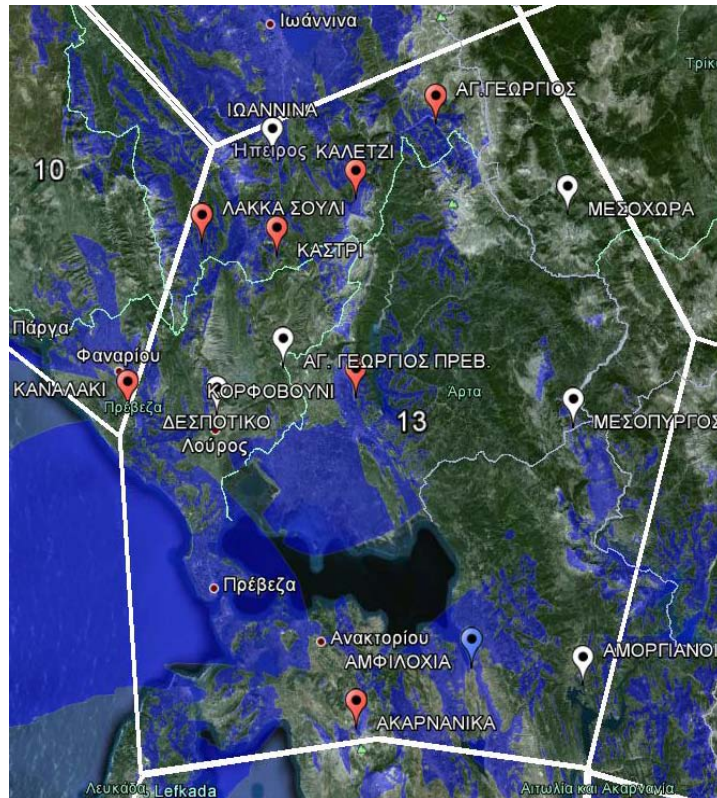 Ιωάννινα
Τρίκ
ΑΓ.ΓΕΩΡΓΙΟΣ
ΙΩΑΝΝΙΝΑ
Ήπειρος
ΚΑΛΕΤΖΙ
10
ΜΕΣΟΧΩΡΑ
ΛΑΚΚΑ ΣΟΥΛΙ
ΚΑΣΤΡΙ
Πάργα
Φαναρίου
ΑΓ. ΓΕΩΡΓΙΟΣ ΠΡΕΒ.
ΚΑΝΑΛΑΚΙ
ΚΟΡΦΟΒΟΥΝΙ
Άρτα
Πρέβεζα
ΔΕΣΠΟΤΙΚΟ
13
ΜΕΣΟΠΥΡΓΟΣ
Λούρος
Πρέβεζα
Ανακτορίου
ΑΜΦΙΛΟΧΙΑ
ΑΜΟΡΓΙΑΝΟΙ
ΑΚΑΡΝΑΝΙΚΑ
Λευκάδα, Lefkada
Αιτωλία και Ακαρνανία